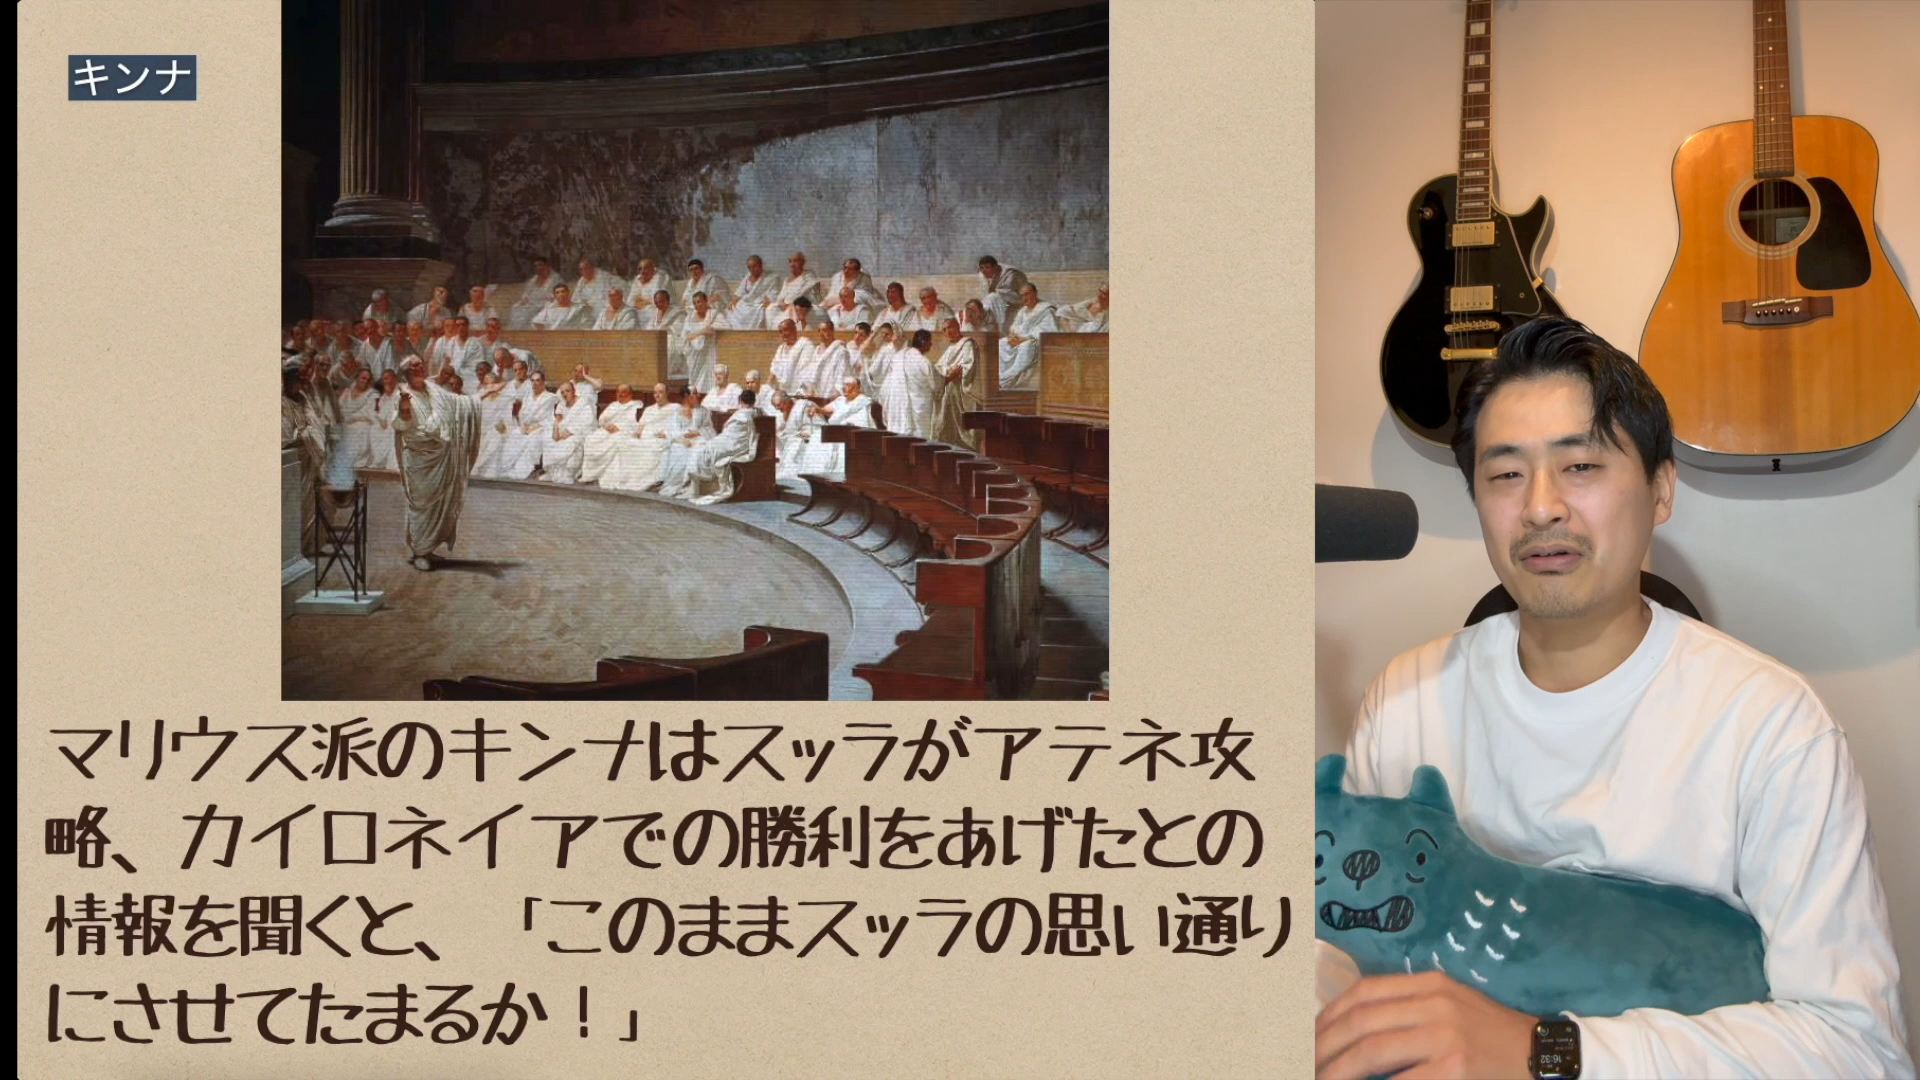 キンナ
マリウス派のキンナはスッラがアテネ攻
略、カイロネイアでの勝利をあげたとの
情報を聞くと、「このままスッラの思い通り
にさせてたまるか！」
16:32